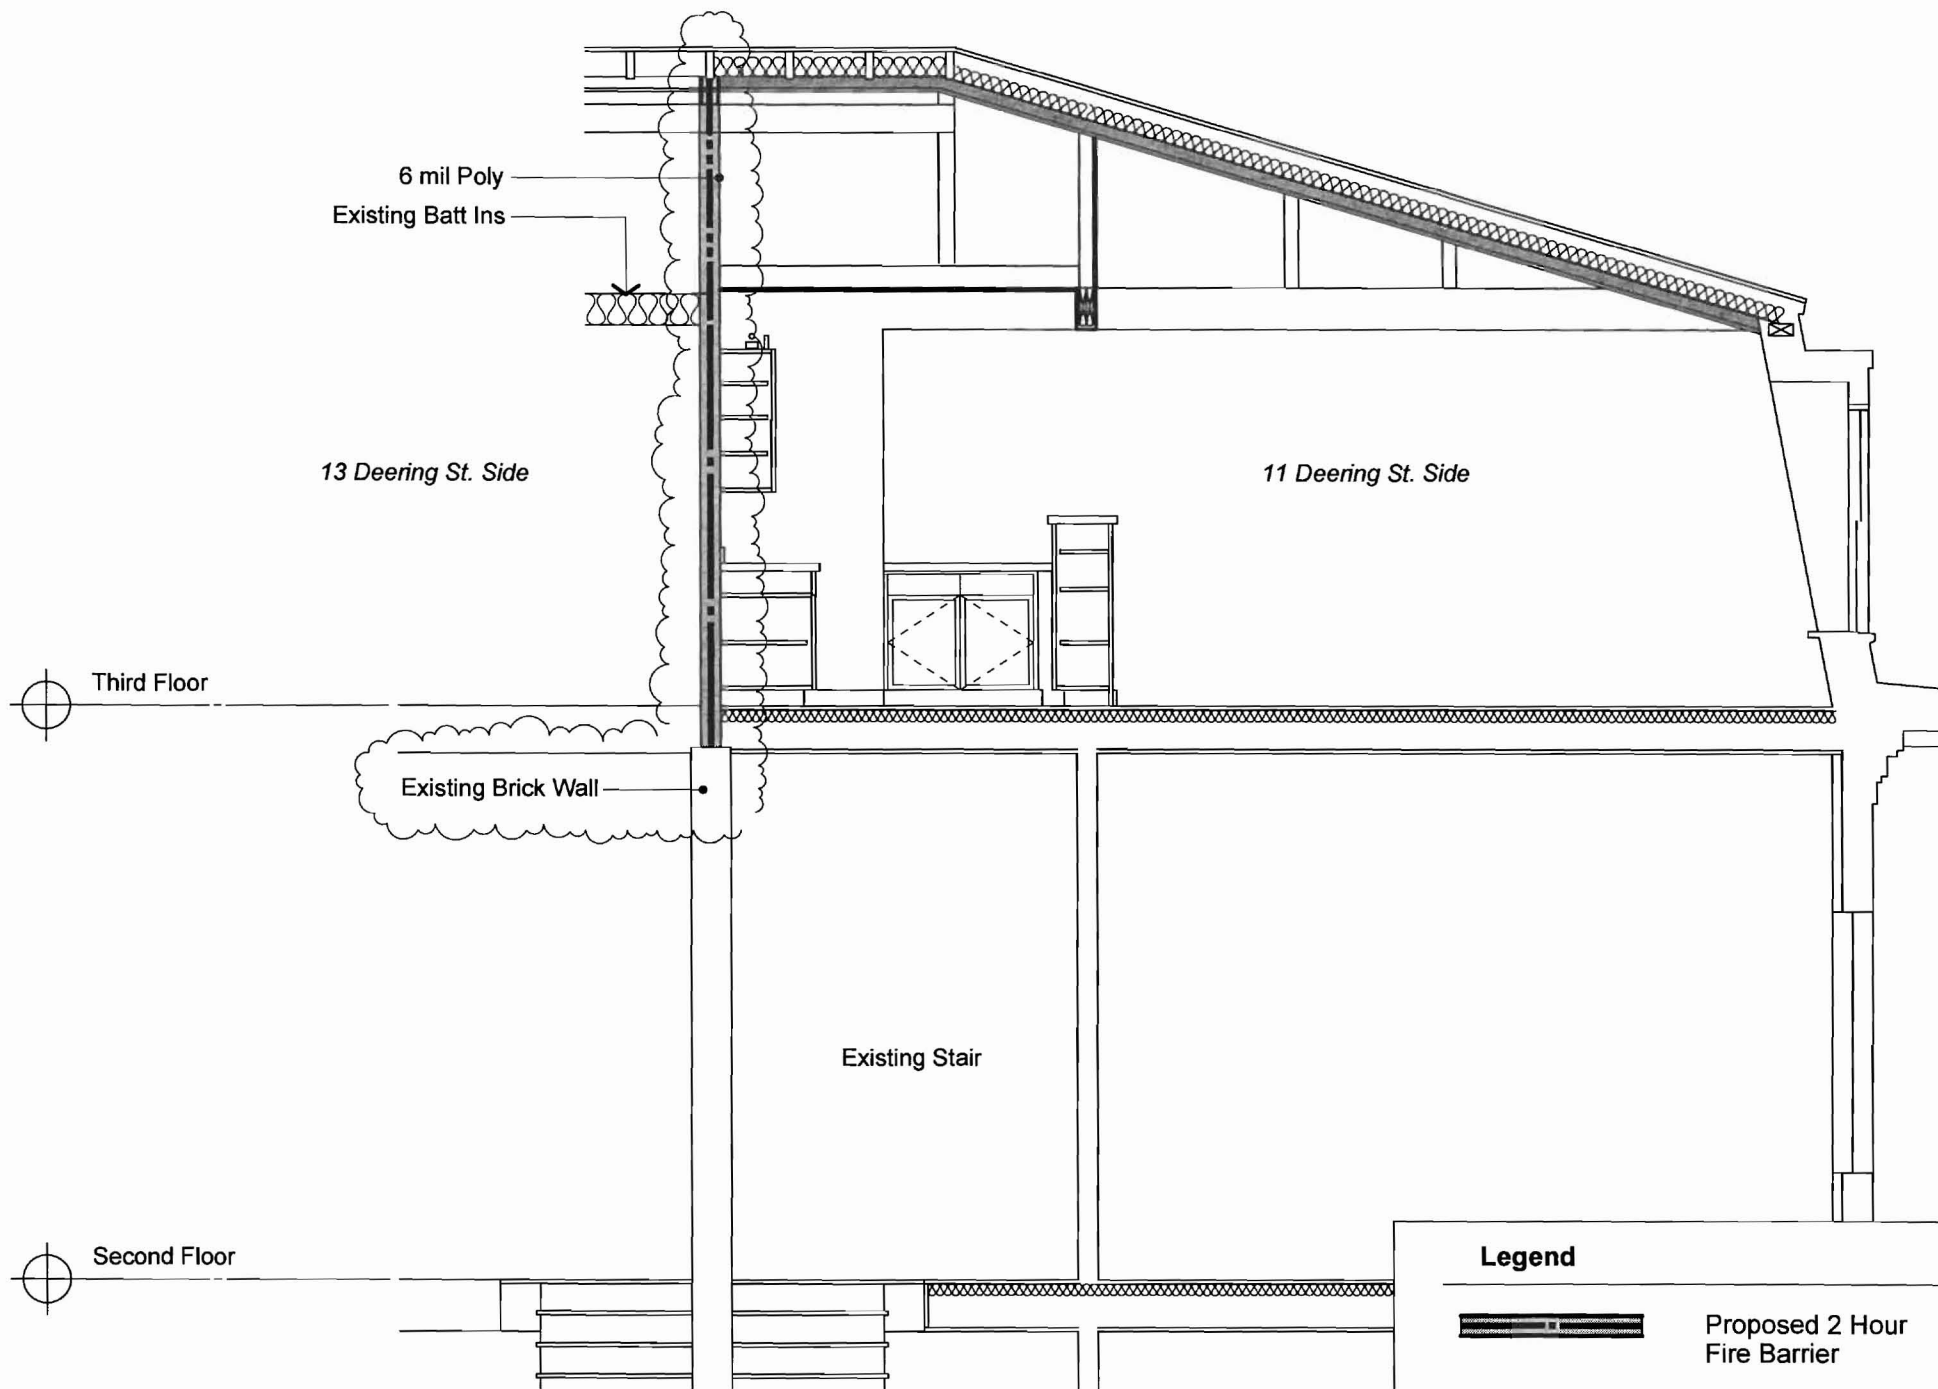 6 mil Poly
Existing Batt Ins
13 Deering St. Side
11 Deering St. Side
Third Floor
Existing Brick Wall
Existing Stair
Second Floor
Legend
Proposed 2 Hour
Fire Barrier